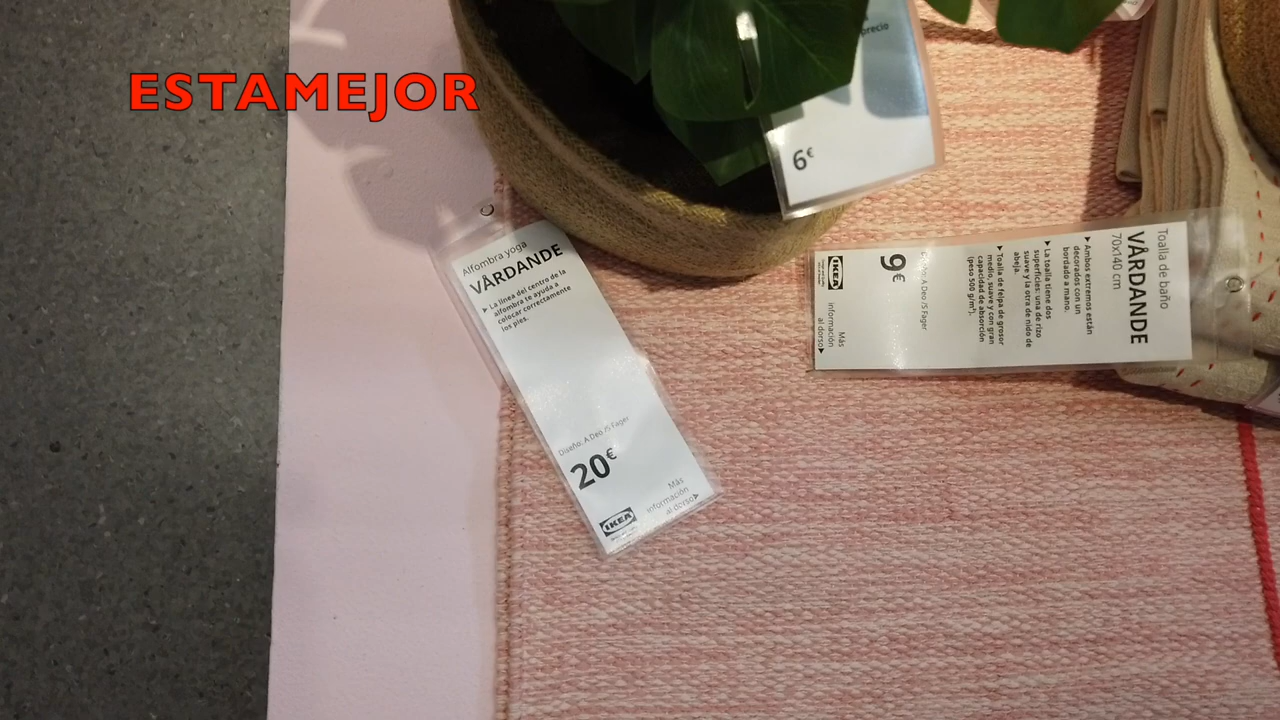 ESTAMEJOR
precio
6€
Alfombra yoga
VÅRDANDE
▶ La línea del centro de la
alfombra te ayuda a
colocar correctamente
los pies.
Diseño: A Deo /S Fager
20€
IKEA
Más
información
al dorso▶
Toalla de baño
VÅRDANDE
70x140 cm
▶ Ambos extremos están
decorados con un
bordado a mano.
▶ La toalla tiene dos
superficies: una de rizo
suave y la otra de nido de
abeja.
▶ Toalla de felpa de grosor
medio, suave y con gran
capacidad de absorción
(peso 500 g/m²).
Diseño: A Deo /S Fager
9€
IKEA
Más
información
al dorso▶